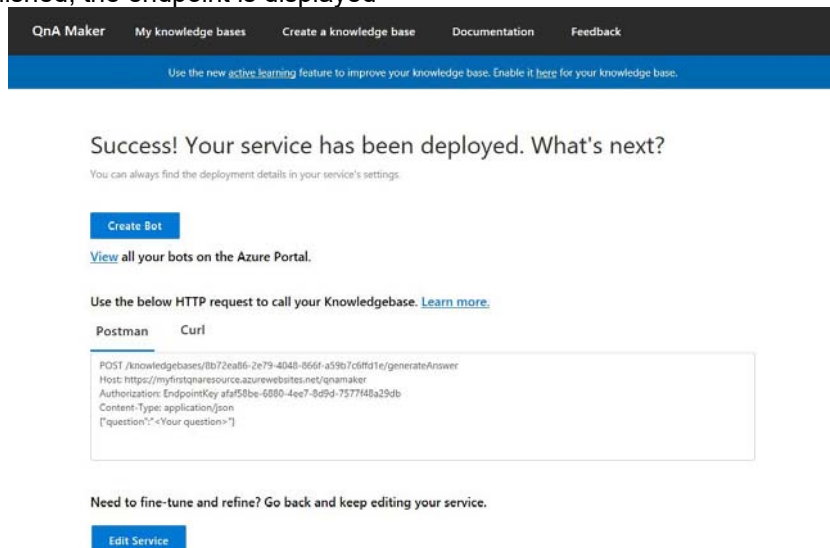 the endpoint is displayed
QnA Maker My knowledge bases Create a knowledge base Documentation Feedback
Use the new active learning feature to improve your knowledge base. Enable it here for your knowledge base.
Success! Your service has been deployed. What's next?
You can always find the deployment details in your service's settings.
Create Bot
View all your bots on the Azure Portal.
Use the below HTTP request to call your Knowledgebase. Learn more.
Postman Curl
POST /knowledgebases/8b72ea86-2e79-4048-866f-a59b7c6ffd1e/generateAnswer
Host: https://myfirstqnaresource.azurewebsites.net/qnamaker
Authorization: EndpointKey afaf58be-6880-4ee7-8d9d-7577f48a29db
Content-Type: application/json
{"question":"<Your question>"}
Need to fine-tune and refine? Go back and keep editing your service.
Edit Service